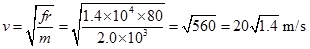 v = √(fr/m) = √((1.4×10⁴×80)/(2.0×10³)) = √560 = 20√1.4 m/s